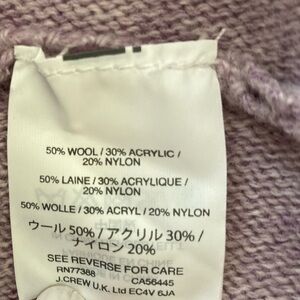 50% WOOL / 30% ACRYLIC /
20% NYLON
50% LAINE / 30% ACRYLIQUE /
20% NYLON
50% WOLLE / 30% ACRYL / 20% NYLON
ウール 50% / アクリル 30% /
ナイロン 20%
SEE REVERSE FOR CARE
RN77388 CA56445
J.CREW U.K. Ltd EC4V 6JA